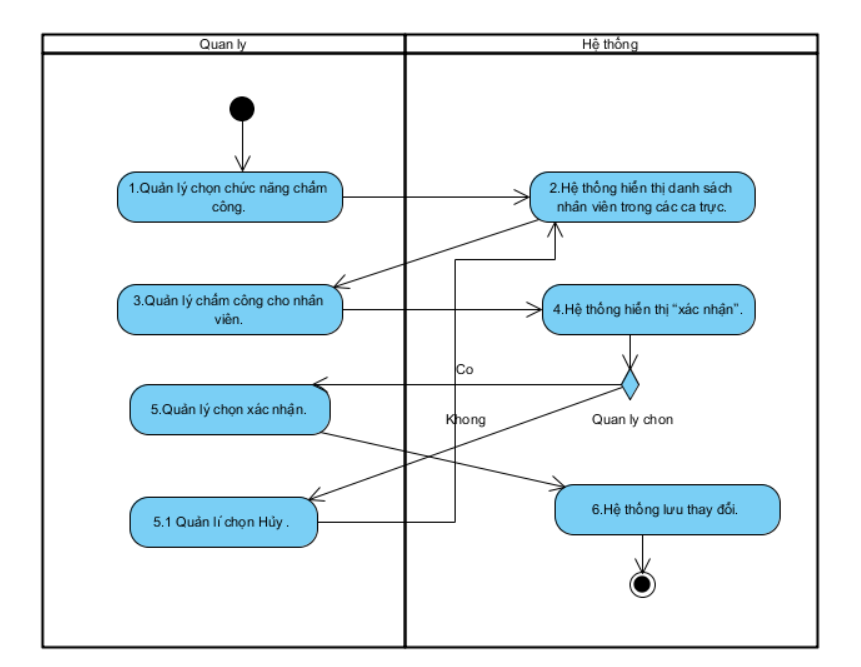 Quan ly
Hệ thống
1.Quản lý chọn chức năng chấm
công.
2.Hệ thống hiển thị danh sách
nhân viên trong các ca trực.
3.Quản lý chấm công cho nhân
viên.
4.Hệ thống hiển thị “xác nhận”.
Co
5.Quản lý chọn xác nhận.
Khong
Quan ly chon
5.1 Quản lí chọn Hủy .
6.Hệ thống lưu thay đổi.